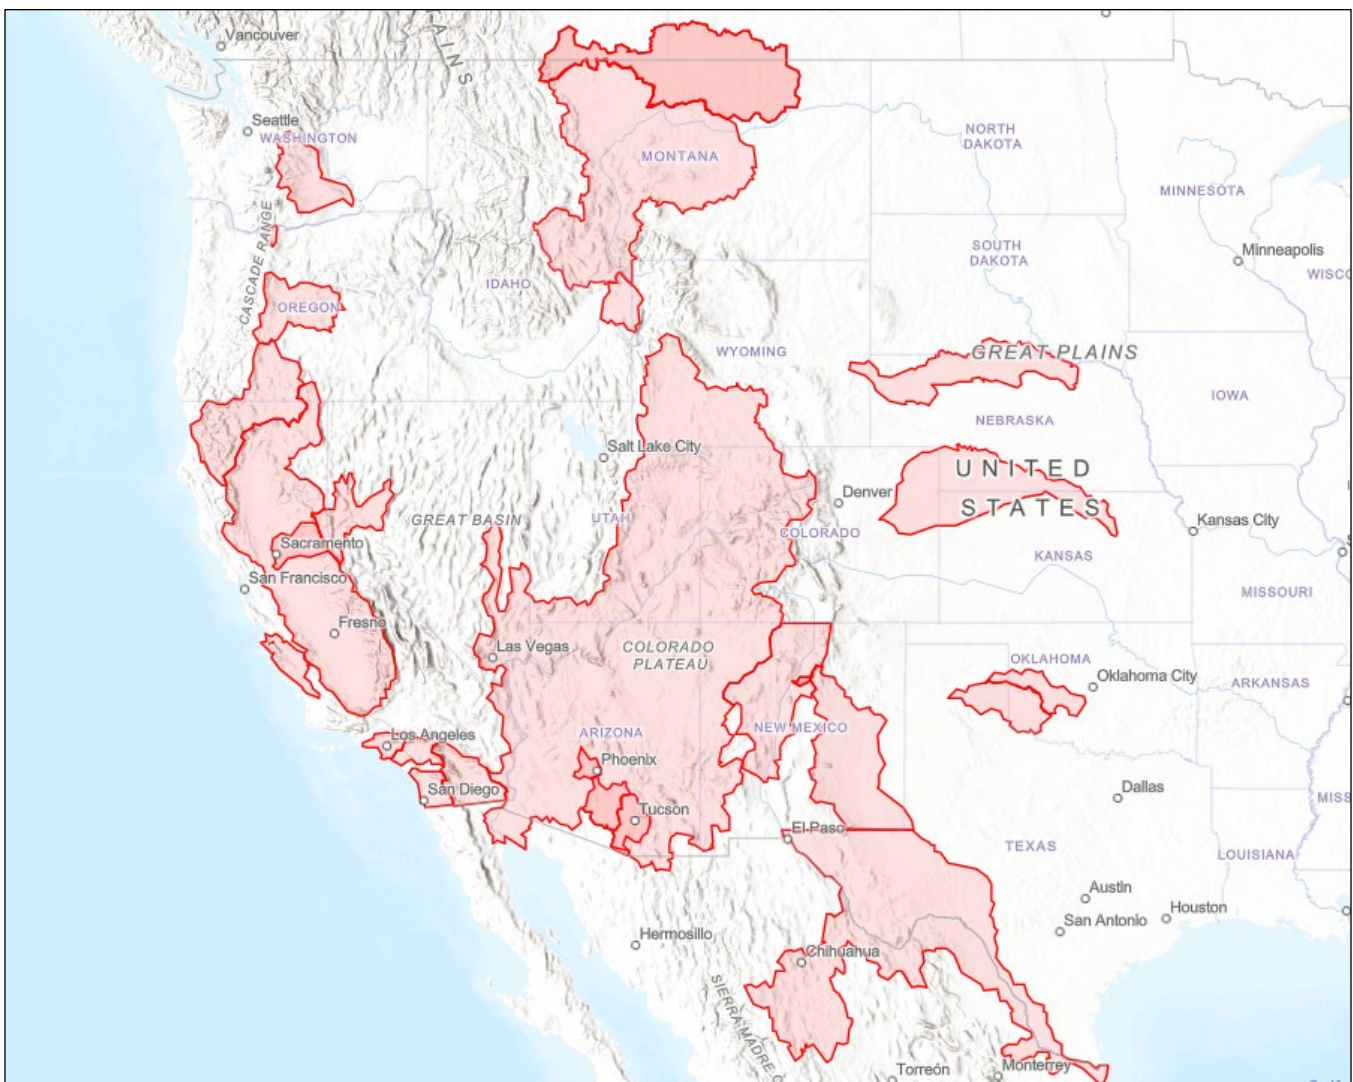 Vancouver
AINS
Seattle
WASHINGTON
NORTH
DAKOTA
MONTANA
MINNESOTA
CASCADE RANGE
SOUTH
DAKOTA
Minneapolis
WISC
IDAHO
OREGON
WYOMING
GREAT PLAINS
IOWA
NEBRASKA
Salt Lake City
UNITED
STATES
Denver
GREAT BASIN
UTAH
COLORADO
Kansas City
Sacramento
KANSAS
San Francisco
MISSOURI
Fresno
Las Vegas
COLORADO
PLATEAU
OKLAHOMA
Oklahoma City
ARKANSAS
ARIZONA
NEW MEXICO
Los Angeles
Phoenix
San Diego
Dallas
MISS
Tucson
El Paso
TEXAS
LOUISIANA
Austin
Houston
San Antonio
Hermosillo
Chihuahua
SIERRA MADRE O
Torreón
Monterrey